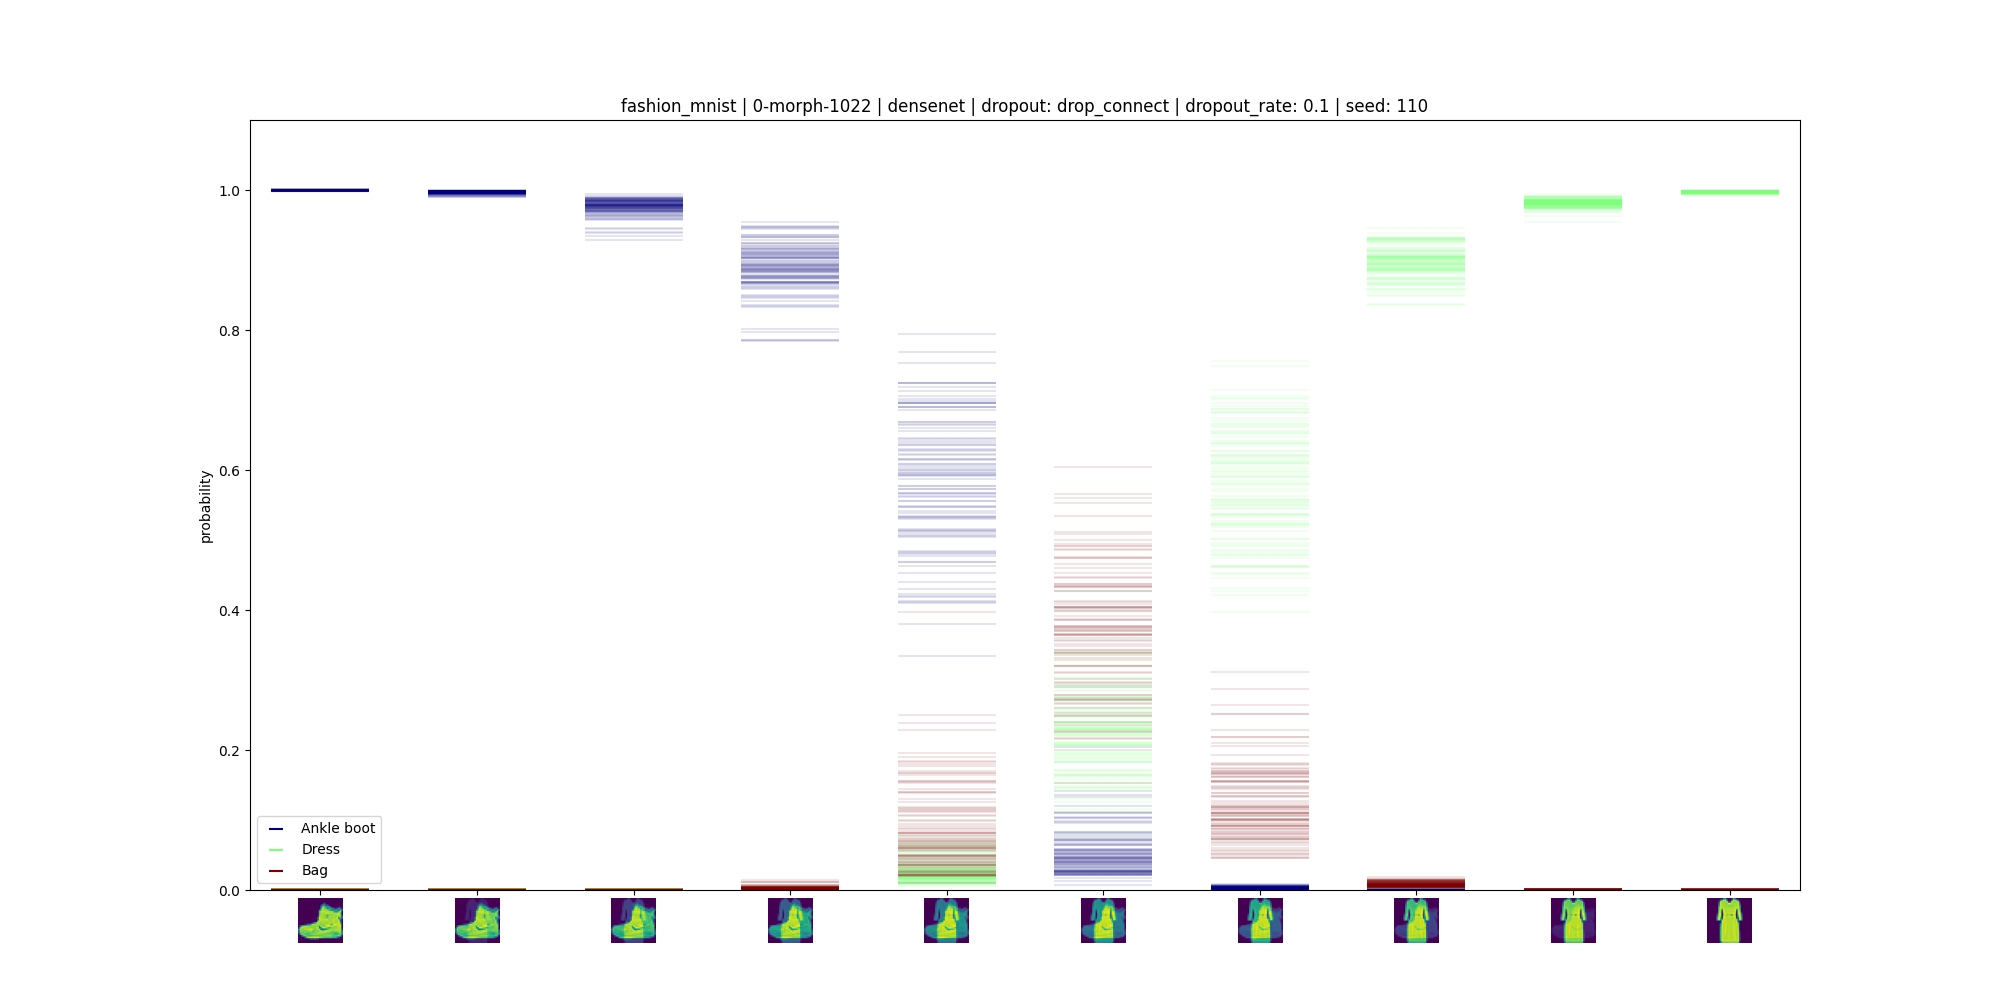 fashion_mnist | 0-morph-1022 | densenet | dropout: drop_connect | dropout_rate: 0.1 | seed: 110
probability
1.0
0.8
0.6
0.4
0.2
0.0
Ankle boot
Dress
Bag